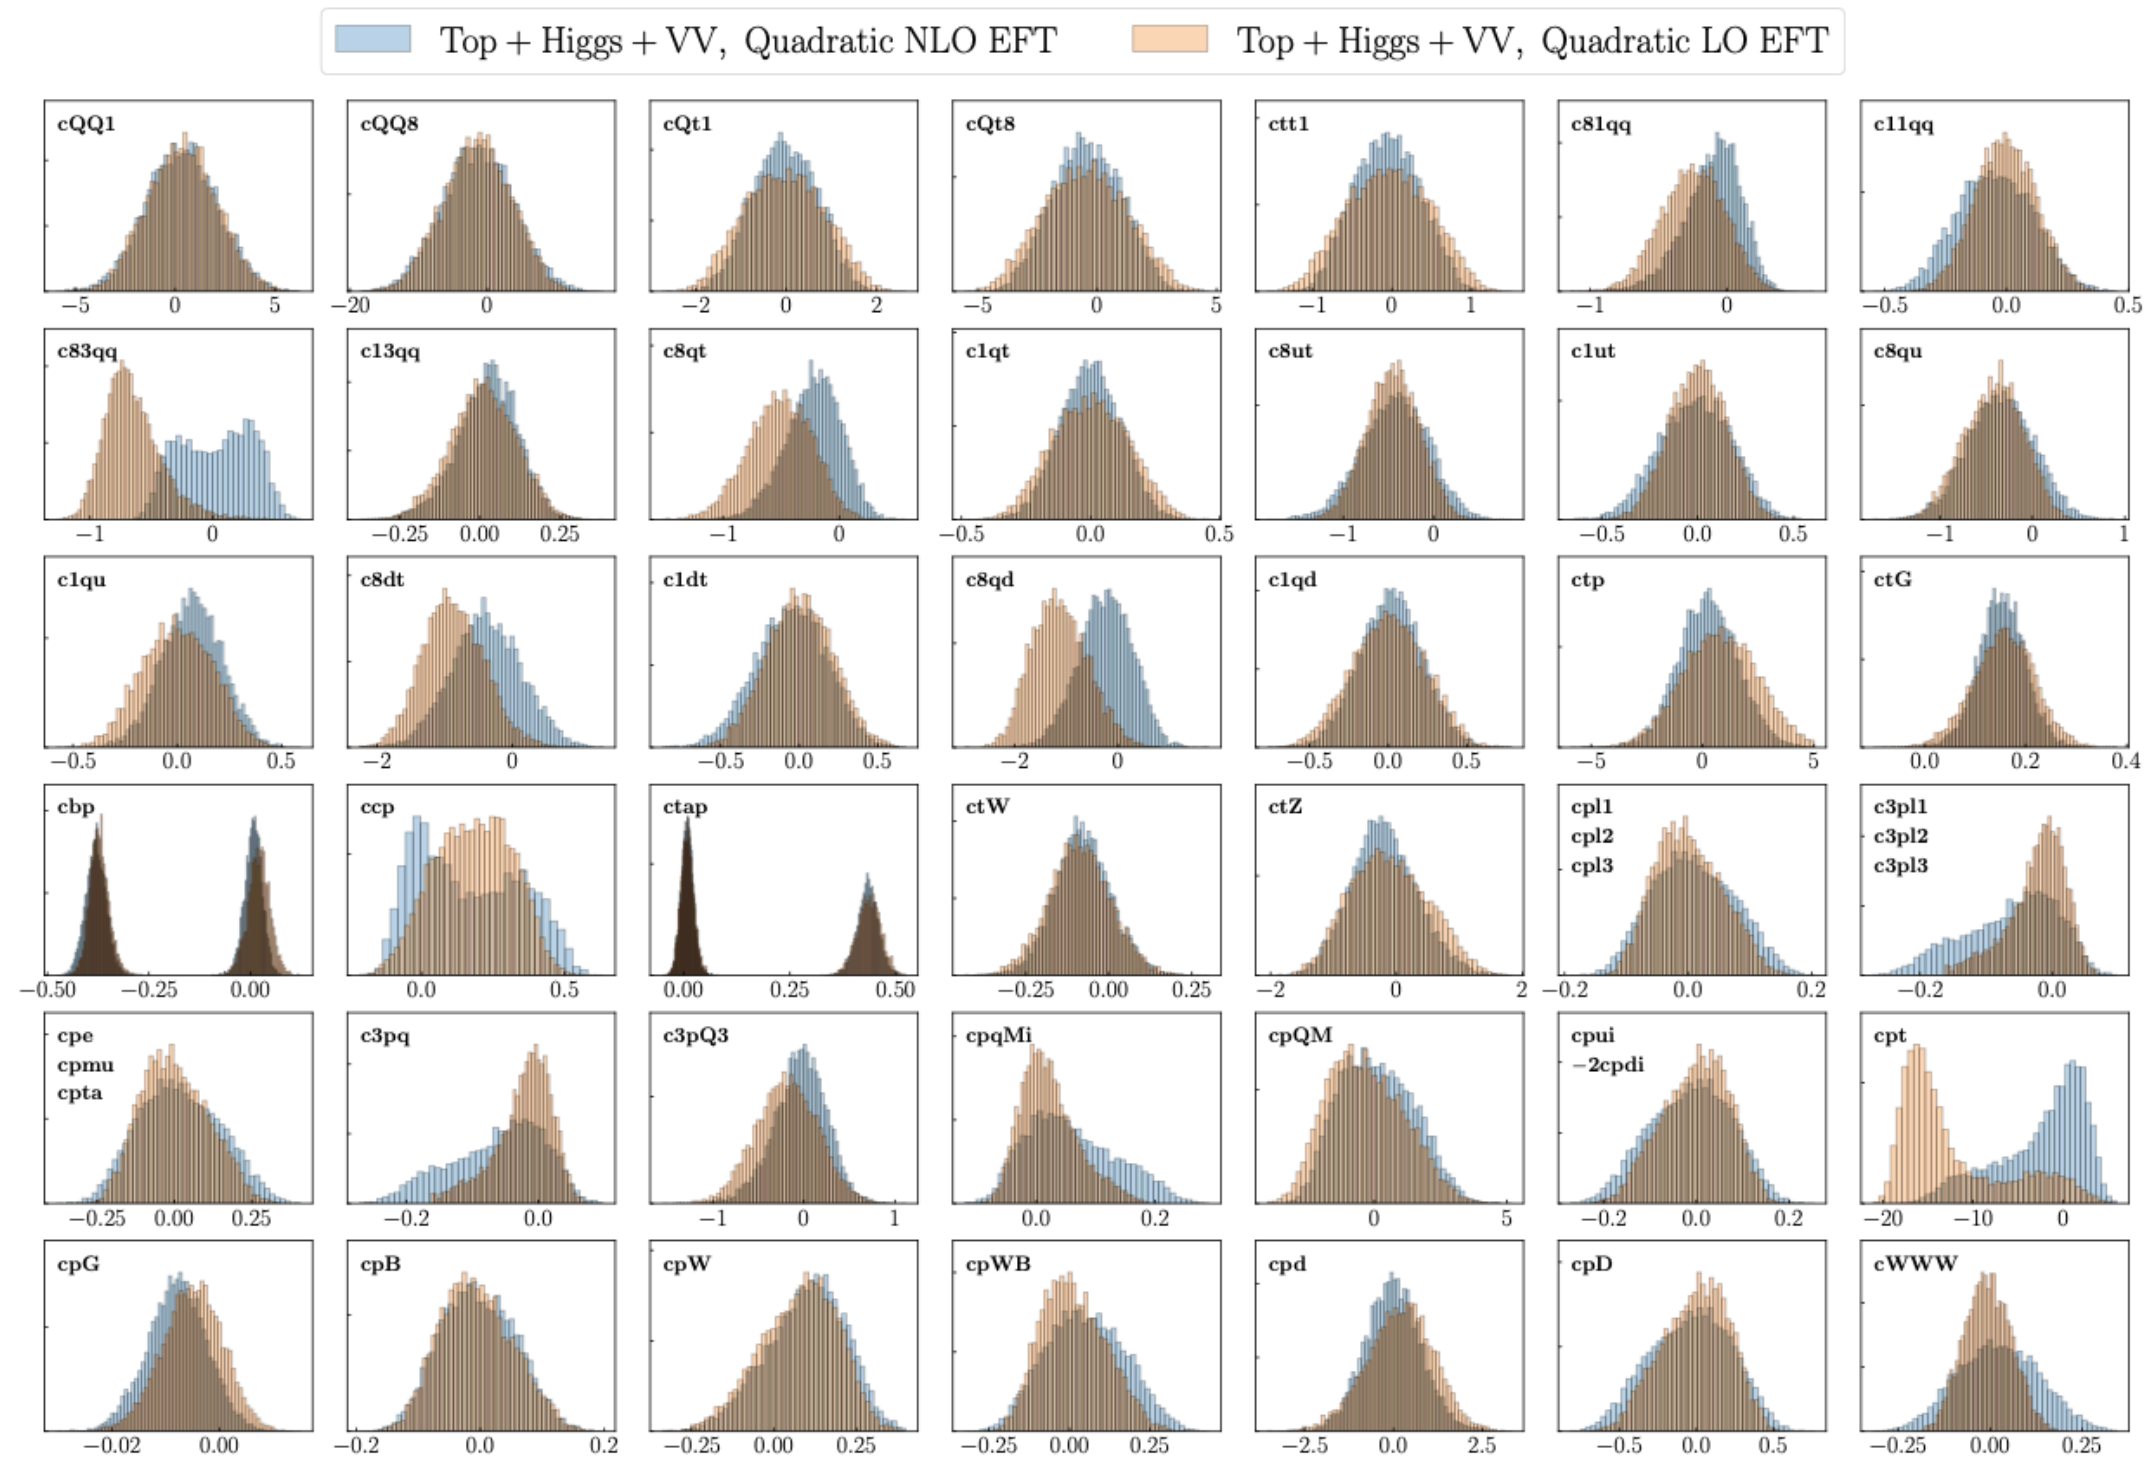 Top + Higgs + VV, Quadratic NLO EFT
Top + Higgs + VV, Quadratic LO EFT
cQQ1
−5 0 5
cQQ8
−20 0
cQt1
−2 0 2
cQt8
−5 0 5
ctt1
−1 0 1
c81qq
−1 0
c11qq
−0.5 0.0 0.5
c83qq
−1 0
c13qq
−0.25 0.00 0.25
c8qt
−1 0
c1qt
−0.5 0.0 0.5
c8ut
−1 0
c1ut
−0.5 0.0 0.5
c8qu
−1 0 1
c1qu
−0.5 0.0 0.5
c8dt
−2 0
c1dt
−0.5 0.0 0.5
c8qd
−2 0
c1qd
−0.5 0.0 0.5
ctp
−5 0 5
ctG
0.0 0.2 0.4
cbp
−0.50 −0.25 0.00
ccp
0.0 0.5
ctap
0.00 0.25 0.50
ctW
−0.25 0.00 0.25
ctZ
−2 0 2
cpl1
cpl2
cpl3
−0.2 0.0 0.2
c3pl1
c3pl2
c3pl3
−0.2 0.0
cpe
cpmu
cpta
−0.25 0.00 0.25
c3pq
−0.2 0.0
c3pQ3
−1 0 1
cpqMi
0.0 0.2
cpQM
0 5
cpui
−2cpdi
−0.2 0.0 0.2
cpt
−20 −10 0
cpG
−0.02 0.00
cpB
−0.2 0.0 0.2
cpW
−0.25 0.00 0.25
cpWB
−0.25 0.00 0.25
cpd
−2.5 0.0 2.5
cpD
−0.5 0.0 0.5
cWWW
−0.25 0.00 0.25